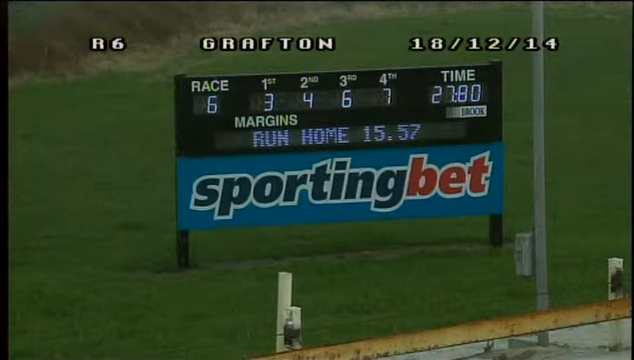 R6 GRAFTON 18/12/14
RACE 1ST 2ND 3RD 4TH TIME
6 3 4 6 7 27.80
MARGINS BROOK
RUN HOME 15.57
sportingbet